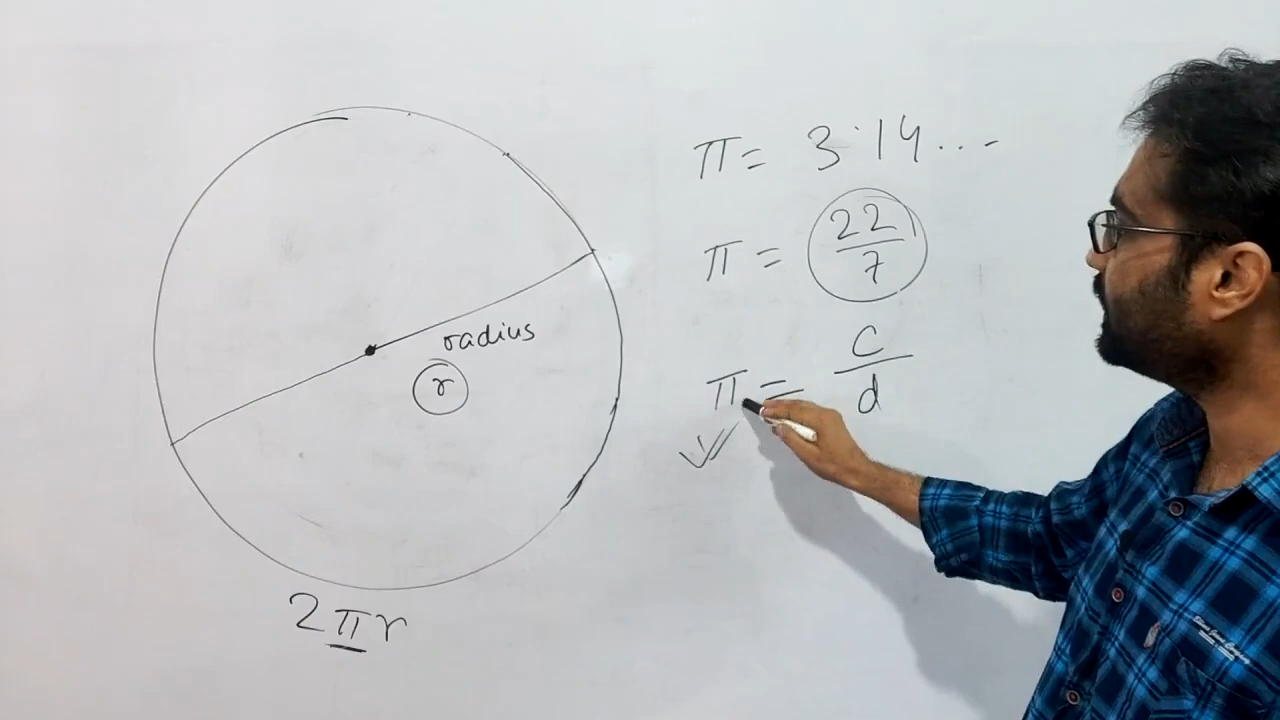 π = 3.14...
π = 22/7
radius
r
π = c/d
2πr